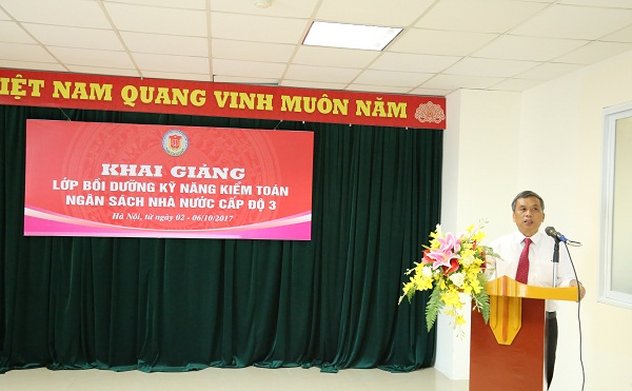 VIỆT NAM QUANG VINH MUÔN NĂM
KHAI GIẢNG
LỚP BỒI DƯỠNG KỸ NĂNG KIỂM TOÁN
NGÂN SÁCH NHÀ NƯỚC CẤP ĐỘ 3
Hà Nội, từ ngày 02 - 06/10/2017